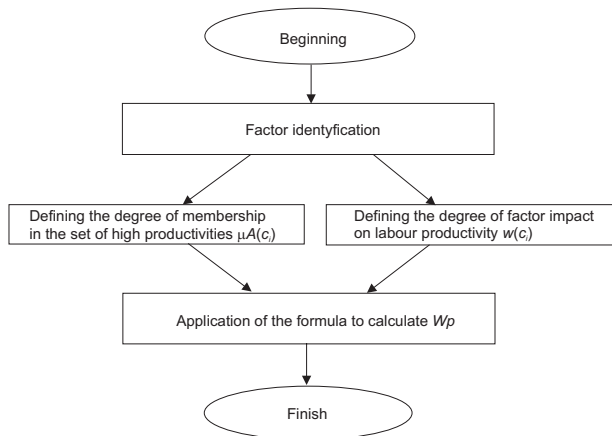 Beginning
Factor identyfication
Defining the degree of membership
in the set of high productivities μA(cᵢ)
Defining the degree of factor impact
on labour productivity w(cᵢ)
Application of the formula to calculate Wp
Finish